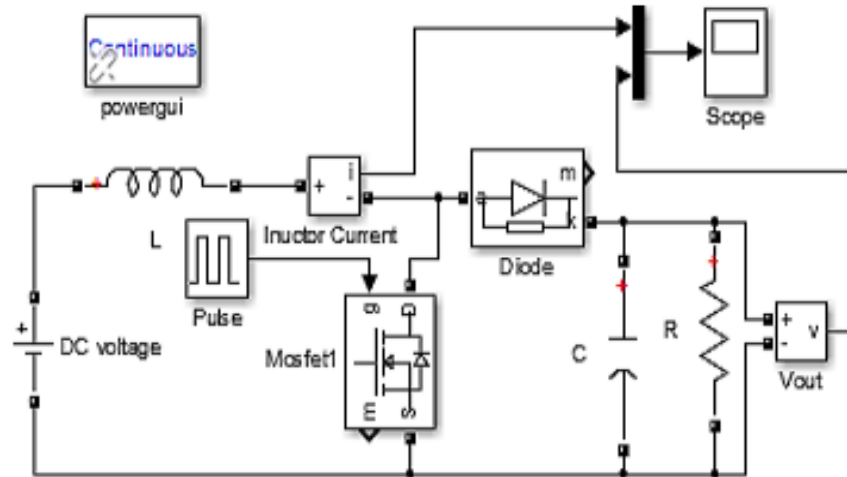 Continuous
powergui
Scope
i
+
-
Inuctor Current
L
m
a
k
Diode
Pulse
g
D
Mosfet1
m
S
+
DC voltage
C
R
+
-
v
Vout